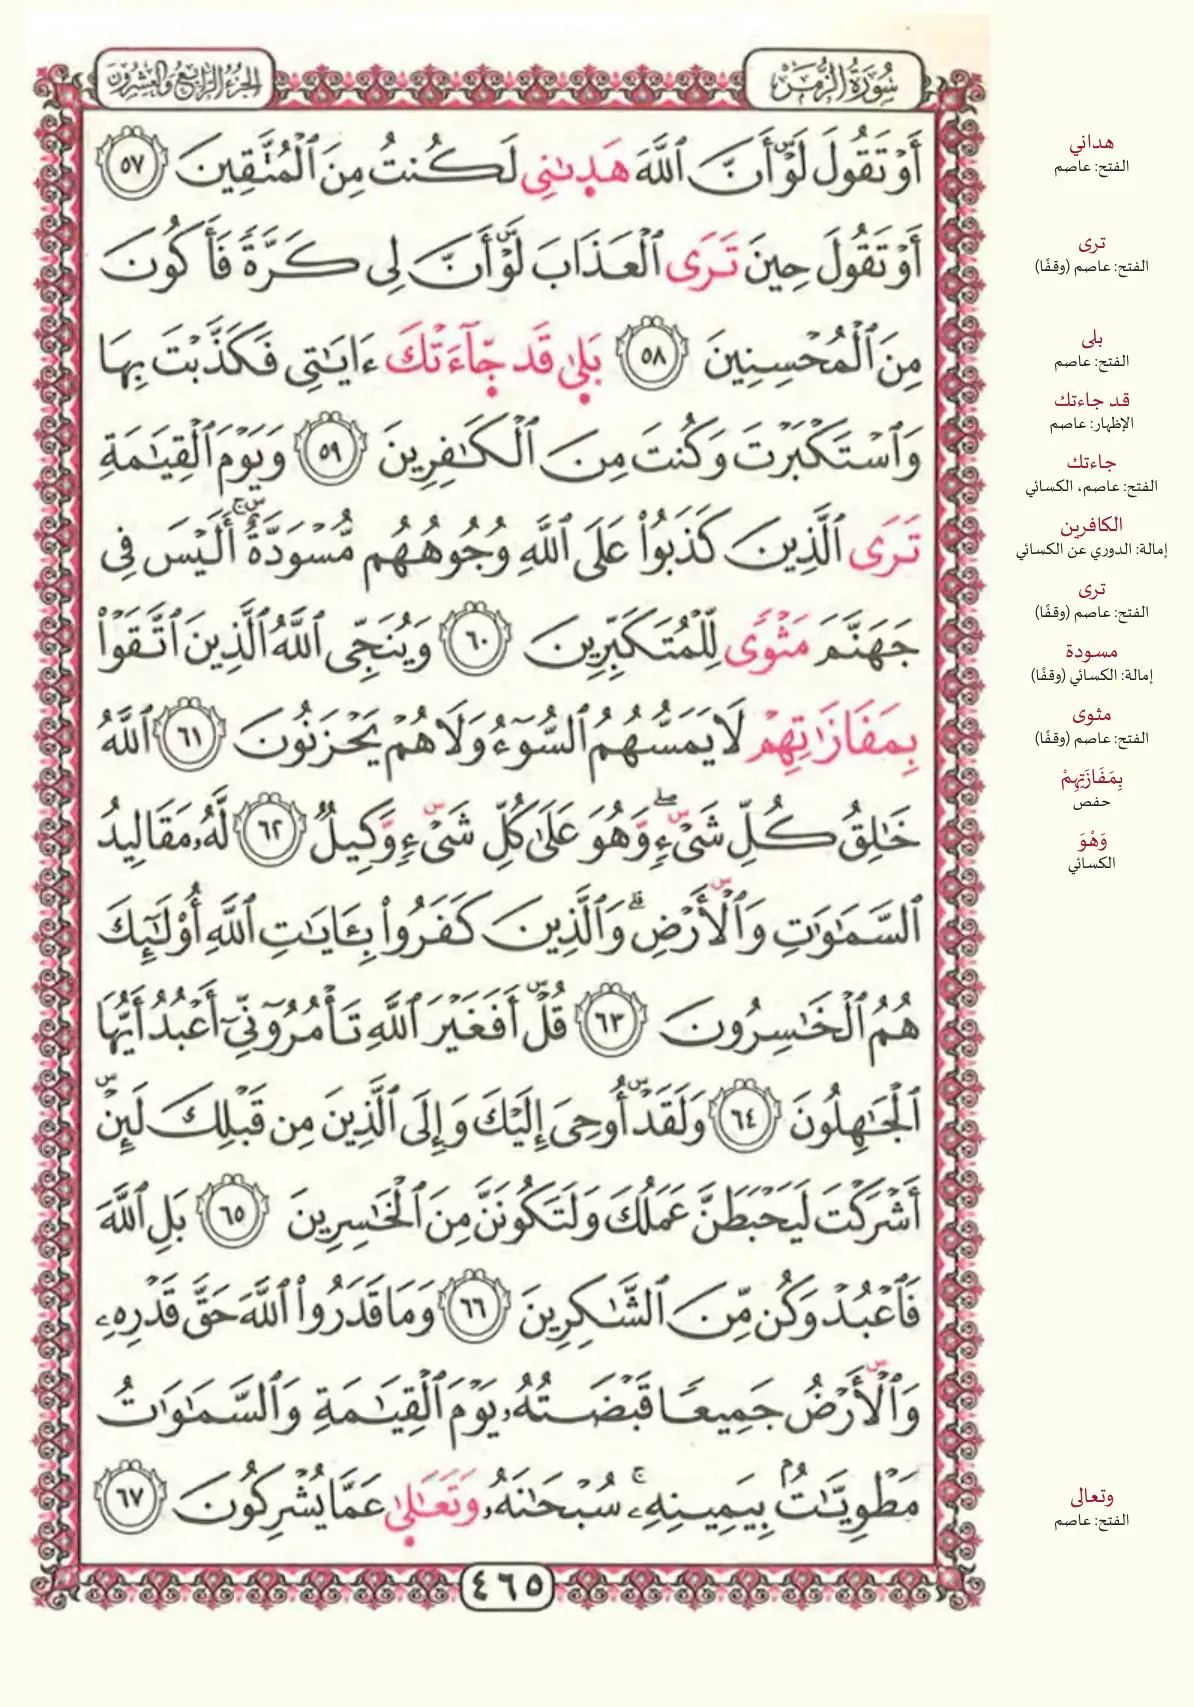 سُورَةُ الزُّمَرِ
الجزء الرابع والعشرون
أَوْ تَقُولَ لَوْ أَنَّ ٱللَّهَ هَدىٰنِى لَكُنتُ مِنَ ٱلْمُتَّقِينَ ٥٧
أَوْ تَقُولَ حِينَ تَرَى ٱلْعَذَابَ لَوْ أَنَّ لِى كَرَّةً فَأَكُونَ
مِنَ ٱلْمُحْسِنِينَ ٥٨ بَلىٰ قَد جَّآءَتْكَ ءَايَـٰتِى فَكَذَّبْتَ بِهَا
وَٱسْتَكْبَرْتَ وَكُنتَ مِنَ ٱلْكَـٰفِرِينَ ٥٩ وَيَوْمَ ٱلْقِيَـٰمَةِ
تَرَى ٱلَّذِينَ كَذَبُوا۟ عَلَى ٱللَّهِ وُجُوهُهُم مُّسْوَدَّةٌ أَلَيْسَ فِى
جَهَنَّمَ مَثْوًى لِّلْمُتَكَبِّرِينَ ٦٠ وَيُنَجِّى ٱللَّهُ ٱلَّذِينَ ٱتَّقَوْا۟
بِمَفَازَٰتِهِمْ لَا يَمَسُّهُمُ ٱلسُّوٓءُ وَلَا هُمْ يَحْزَنُونَ ٦١ ٱللَّهُ
خَـٰلِقُ كُلِّ شَىْءٍ وَّهُوَ عَلَىٰ كُلِّ شَىْءٍ وَّكِيلٌ ٦٢ لَّهُۥ مَقَالِيدُ
ٱلسَّمَـٰوَٰتِ وَٱلْأَرْضِ ۗ وَٱلَّذِينَ كَفَرُوا۟ بِـَٔايَـٰتِ ٱللَّهِ أُو۟لَـٰٓئِكَ
هُمُ ٱلْخَـٰسِرُونَ ٦٣ قُلْ أَفَغَيْرَ ٱللَّهِ تَأْمُرُوٓنِّىٓ أَعْبُدُ أَيُّهَا
ٱلْجَـٰهِلُونَ ٦٤ وَلَقَدْ أُوحِىَ إِلَيْكَ وَإِلَى ٱلَّذِينَ مِن قَبْلِكَ لَئِنْ
أَشْرَكْتَ لَيَحْبَطَنَّ عَمَلُكَ وَلَتَكُونَنَّ مِنَ ٱلْخَـٰسِرِينَ ٦٥ بَلِ ٱللَّهَ
فَٱعْبُدْ وَكُن مِّنَ ٱلشَّـٰكِرِينَ ٦٦ وَمَا قَدَرُوا۟ ٱللَّهَ حَقَّ قَدْرِهِۦ
وَٱلْأَرْضُ جَمِيعًا قَبْضَتُهُۥ يَوْمَ ٱلْقِيَـٰمَةِ وَٱلسَّمَـٰوَٰتُ
مَطْوِيَّـٰتٌۢ بِيَمِينِهِۦ ۚ سُبْحَـٰنَهُۥ وَتَعَـٰلىٰ عَمَّا يُشْرِكُونَ ٦٧
٤٦٥
هداني
الفتح: عاصم
ترى
الفتح: عاصم (وقفًا)
بلى
الفتح: عاصم
قد جاءتك
الإظهار: عاصم
جاءتك
الفتح: عاصم، الكسائي
الكافرين
إمالة: الدوري عن الكسائي
ترى
الفتح: عاصم (وقفًا)
مسودة
إمالة: الكسائي (وقفًا)
مثوى
الفتح: عاصم (وقفًا)
بِمَفَازَتِهِمْ
حفص
وَهْوَ
الكسائي
وتعالى
الفتح: عاصم